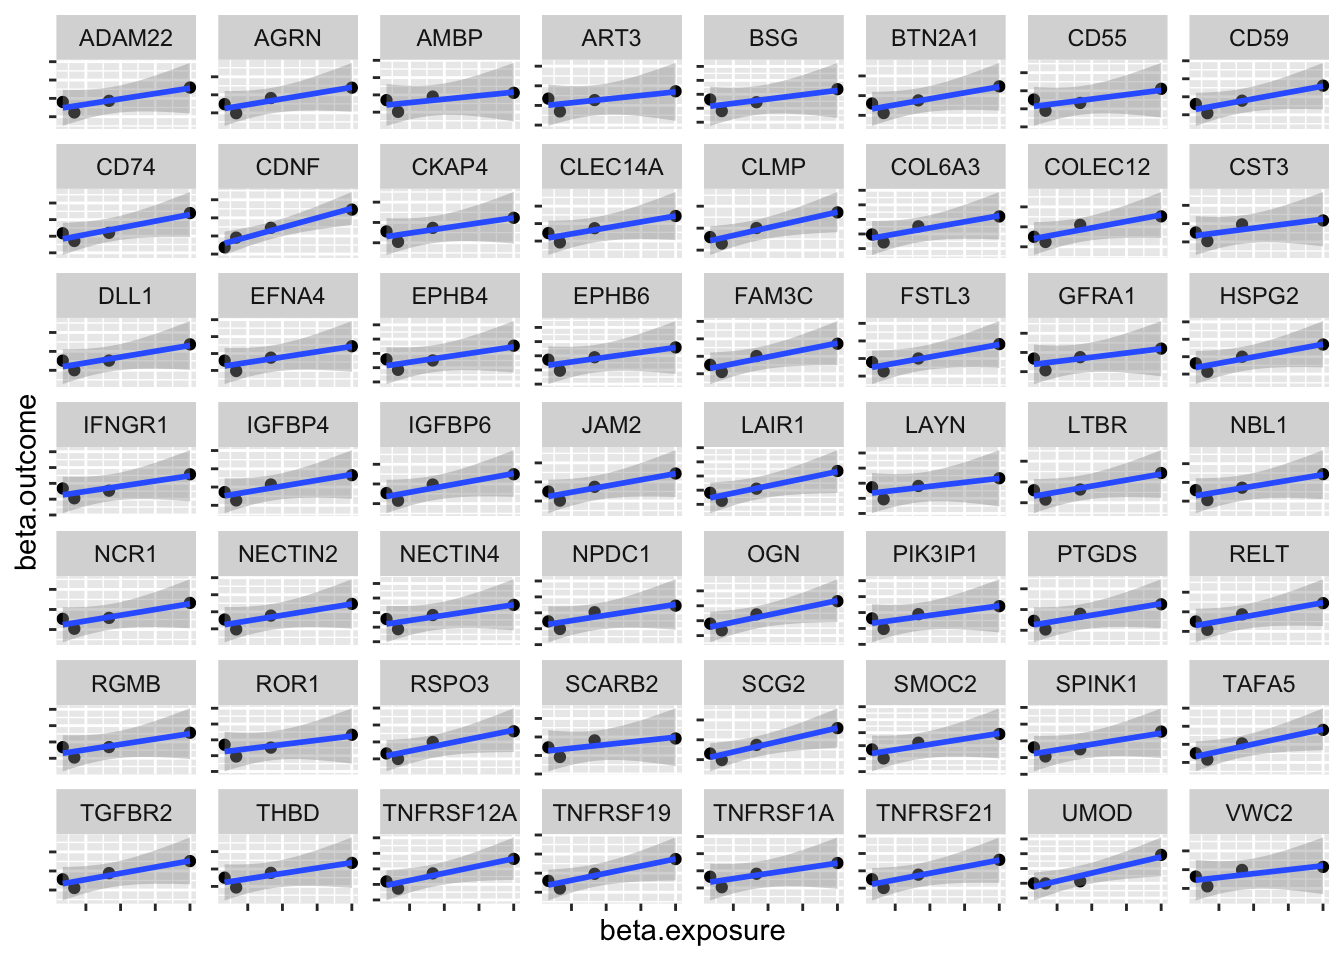 ADAM22 AGRN AMBP ART3 BSG BTN2A1 CD55 CD59
CD74 CDNF CKAP4 CLEC14A CLMP COL6A3 COLEC12 CST3
DLL1 EFNA4 EPHB4 EPHB6 FAM3C FSTL3 GFRA1 HSPG2
IFNGR1 IGFBP4 IGFBP6 JAM2 LAIR1 LAYN LTBR NBL1
NCR1 NECTIN2 NECTIN4 NPDC1 OGN PIK3IP1 PTGDS RELT
RGMB ROR1 RSPO3 SCARB2 SCG2 SMOC2 SPINK1 TAFA5
TGFBR2 THBD TNFRSF12A TNFRSF19 TNFRSF1A TNFRSF21 UMOD VWC2
beta.outcome
beta.exposure